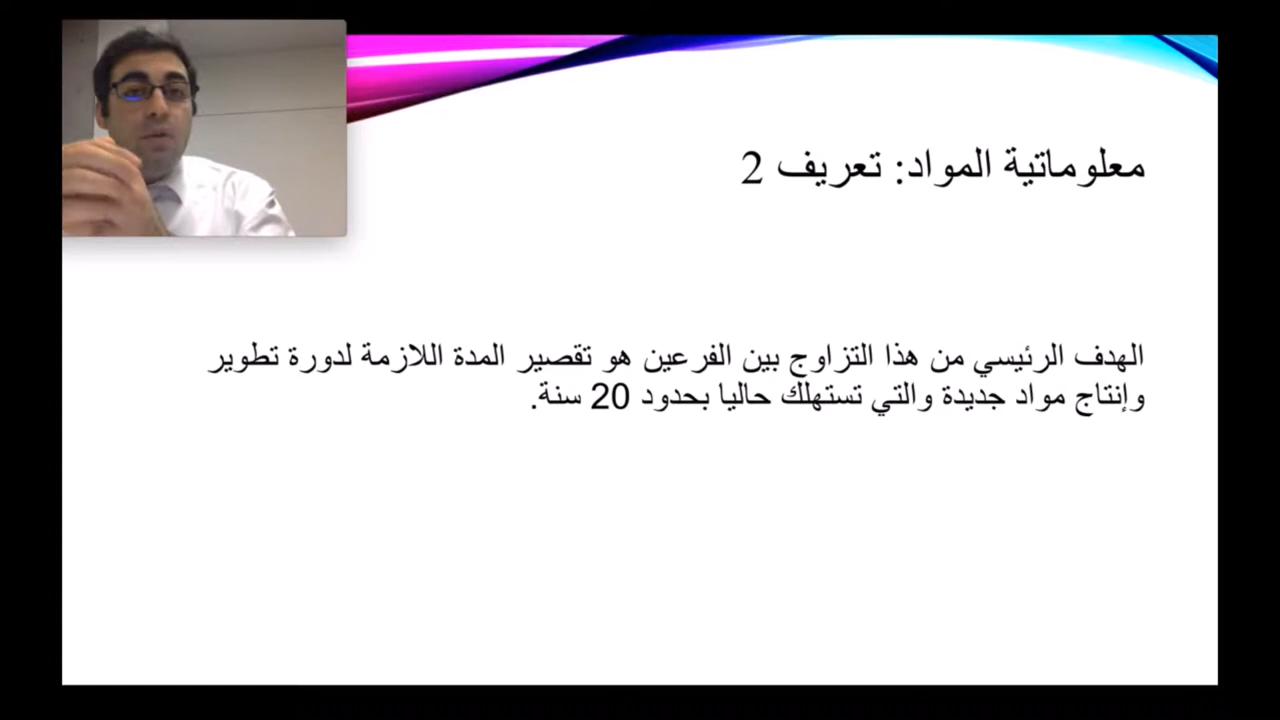 معلوماتية المواد: تعريف 2
الهدف الرئيسي من هذا التزاوج بين الفرعين هو تقصير المدة اللازمة لدورة تطوير
وإنتاج مواد جديدة والتي تستهلك حاليا بحدود 20 سنة.